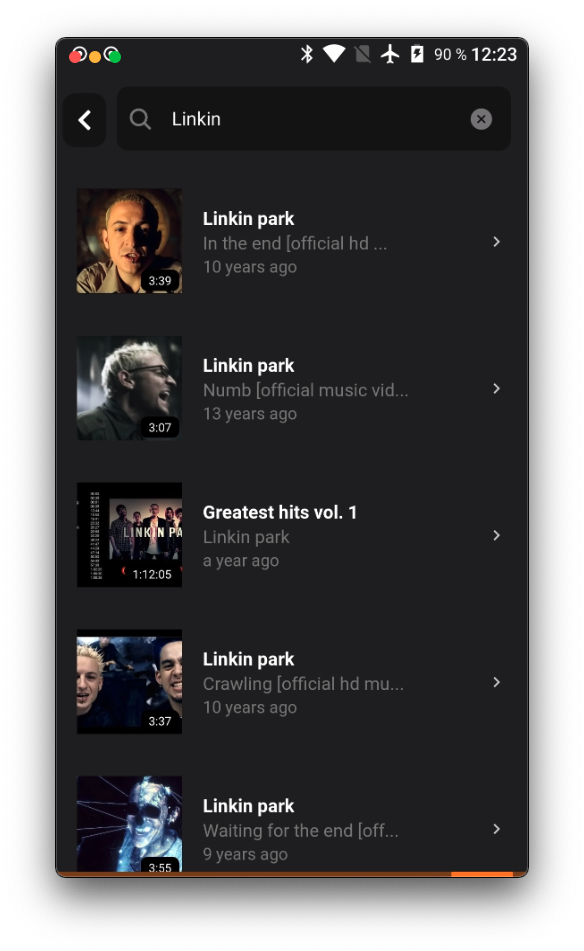 90 % 12:23
Linkin
Linkin park
In the end [official hd ...
10 years ago
3:39
Linkin park
Numb [official music vid...
13 years ago
3:07
Greatest hits vol. 1
Linkin park
a year ago
LINKIN PA
1:12:05
Linkin park
Crawling [official hd mu...
10 years ago
3:37
Linkin park
Waiting for the end [off...
9 years ago
3:55